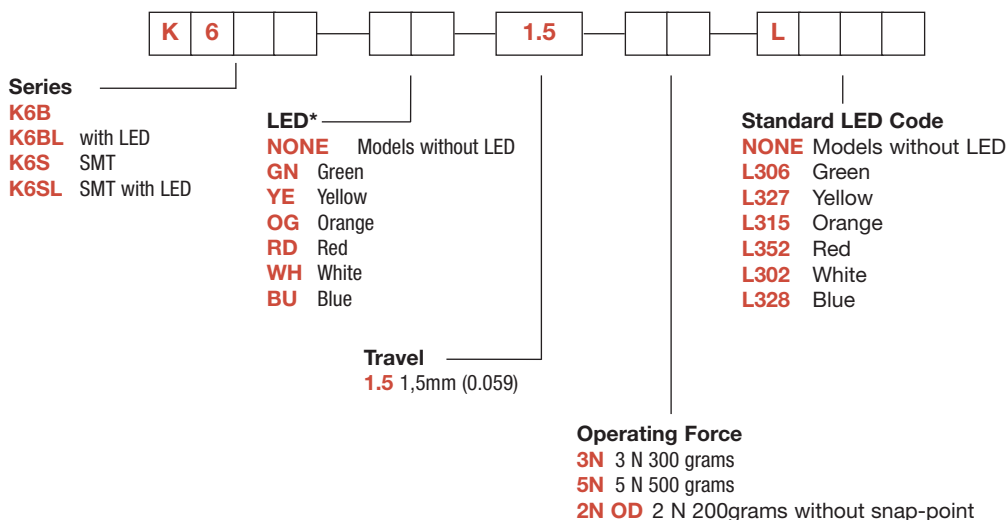 K 6 1.5 L
Series
K6B
K6BL with LED
K6S SMT
K6SL SMT with LED
LED*
NONE Models without LED
GN Green
YE Yellow
OG Orange
RD Red
WH White
BU Blue
Travel
1.5 1,5mm (0.059)
Operating Force
3N 3 N 300 grams
5N 5 N 500 grams
2N OD 2 N 200grams without snap-point
Standard LED Code
NONE Models without LED
L306 Green
L327 Yellow
L315 Orange
L352 Red
L302 White
L328 Blue